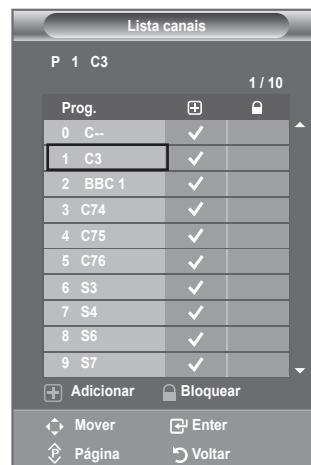 Lista canais
P 1 C3
1 / 10
Prog.
0 C--
1 C3
2 BBC 1
3 C74
4 C75
5 C76
6 S3
7 S4
8 S6
9 S7
Adicionar Bloquear
Mover Enter
P Página Voltar